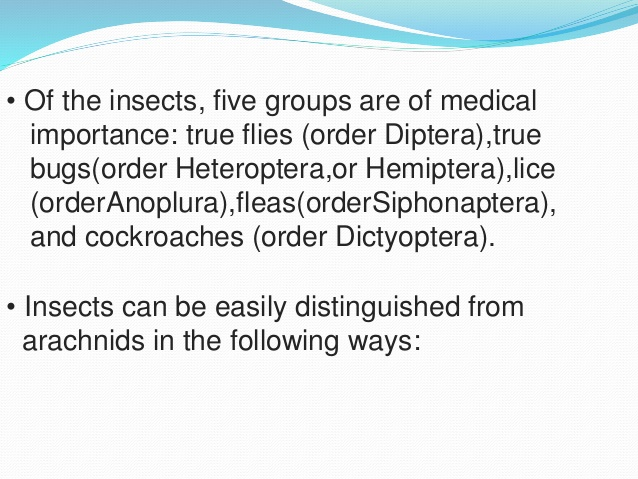 • Of the insects, five groups are of medical
importance: true flies (order Diptera),true
bugs(order Heteroptera,or Hemiptera),lice
(orderAnoplura),fleas(orderSiphonaptera),
and cockroaches (order Dictyoptera).
• Insects can be easily distinguished from
arachnids in the following ways: